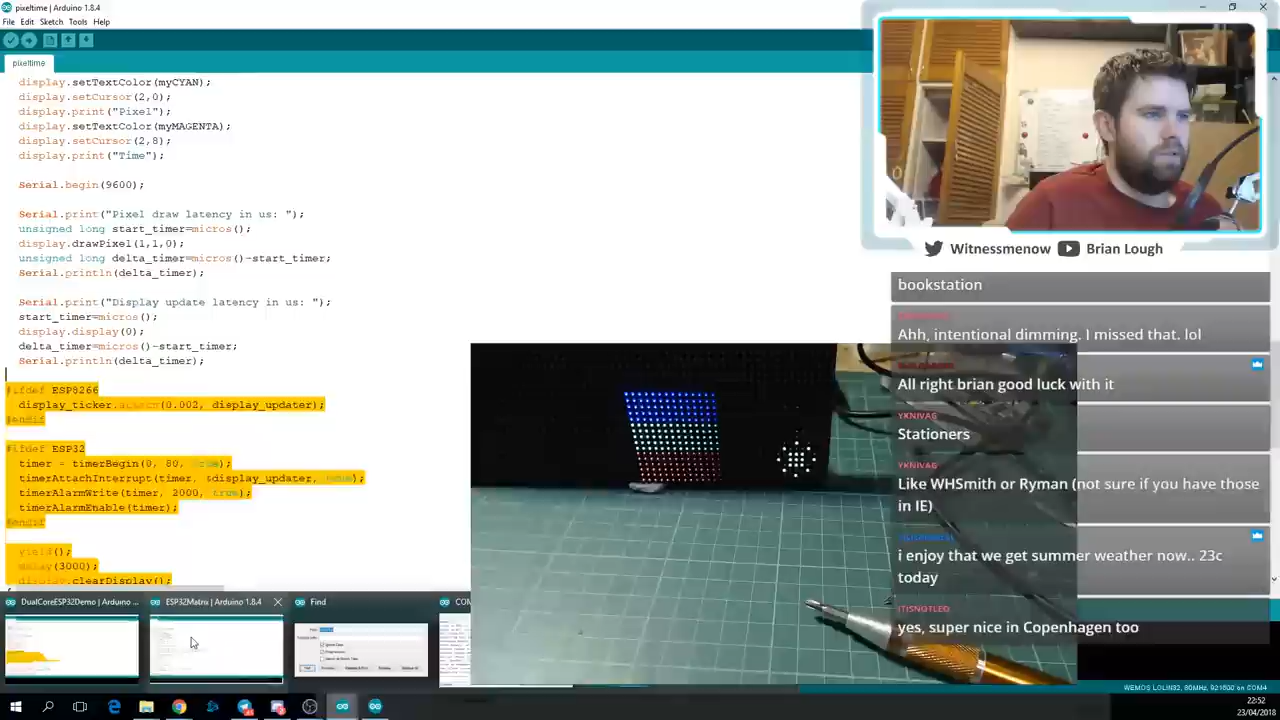 pixeltime | Arduino 1.8.4
File Edit Sketch Tools Help
pixeltime
display.setTextColor(myCYAN);
display.setCursor(2,0);
display.print("Pixel");
display.setTextColor(myMAGENTA);
display.setCursor(2,8);
display.print("Time");
Serial.begin(9600);
Serial.print("Pixel draw latency in us: ");
unsigned long start_timer=micros();
display.drawPixel(1,1,0);
unsigned long delta_timer=micros()-start_timer;
Serial.println(delta_timer);
Serial.print("Display update latency in us: ");
start_timer=micros();
display.display(0);
delta_timer=micros()-start_timer;
Serial.println(delta_timer);
#ifdef ESP8266
display_ticker.attach(0.002, display_updater);
#endif
#ifdef ESP32
timer = timerBegin(0, 80, true);
timerAttachInterrupt(timer, &display_updater, true);
timerAlarmWrite(timer, 2000, true);
timerAlarmEnable(timer);
#endif
yield();
delay(3000);
display.clearDisplay();
DualCoreESP32Demo | Arduino ...
ESP32Matrix | Arduino 1.8.4
Find
COM
Witnessmenow
Brian Lough
bookstation
Ahh, intentional dimming. I missed that. lol
All right brian good luck with it
YKNIVAG
Stationers
YKNIVAG
Like WHSmith or Ryman (not sure if you have those
in IE)
i enjoy that we get summer weather now.. 23c
today
ITISNOTLEO
yes, super nice in Copenhagen too
WEMOS LOLIN32, 80MHz, 921600 on COM4
22:52
23/04/2018